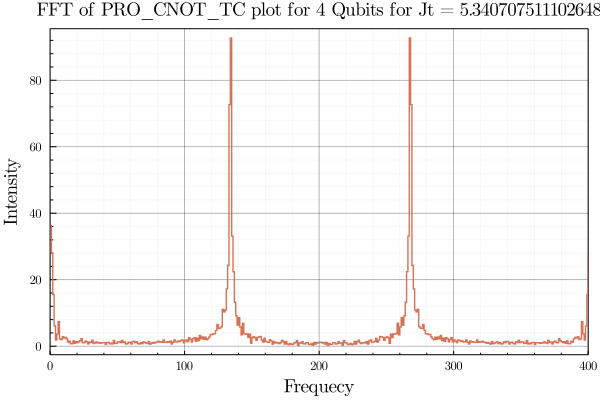 FFT of PRO_CNOT_TC plot for 4 Qubits for Jt = 5.340707511102648
Intensity
80
60
40
20
0
0 100 200 300 400
Frequecy